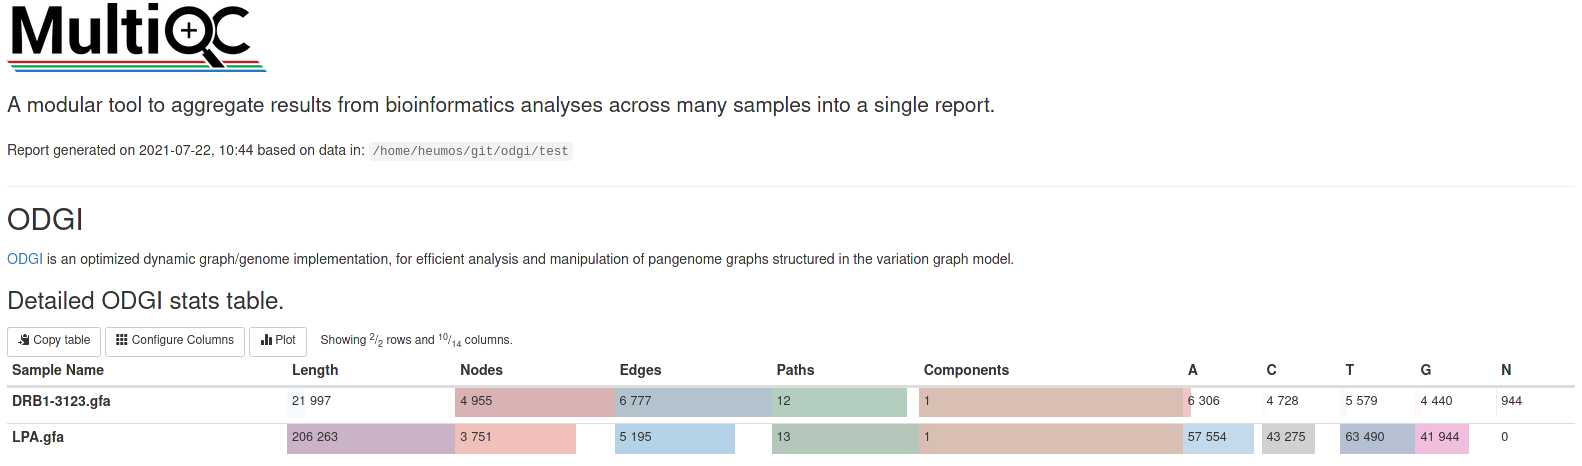 MultiQC
A modular tool to aggregate results from bioinformatics analyses across many samples into a single report.
Report generated on 2021-07-22, 10:44 based on data in: /home/heumos/git/odgi/test
ODGI
ODGI is an optimized dynamic graph/genome implementation, for efficient analysis and manipulation of pangenome graphs structured in the variation graph model.
Detailed ODGI stats table.
Copy table Configure Columns Plot Showing 2/2 rows and 10/14 columns.
Sample Name Length Nodes Edges Paths Components A C T G N
DRB1-3123.gfa 21 997 4 955 6 777 12 1 6 306 4 728 5 579 4 440 944
LPA.gfa 206 263 3 751 5 195 13 1 57 554 43 275 63 490 41 944 0